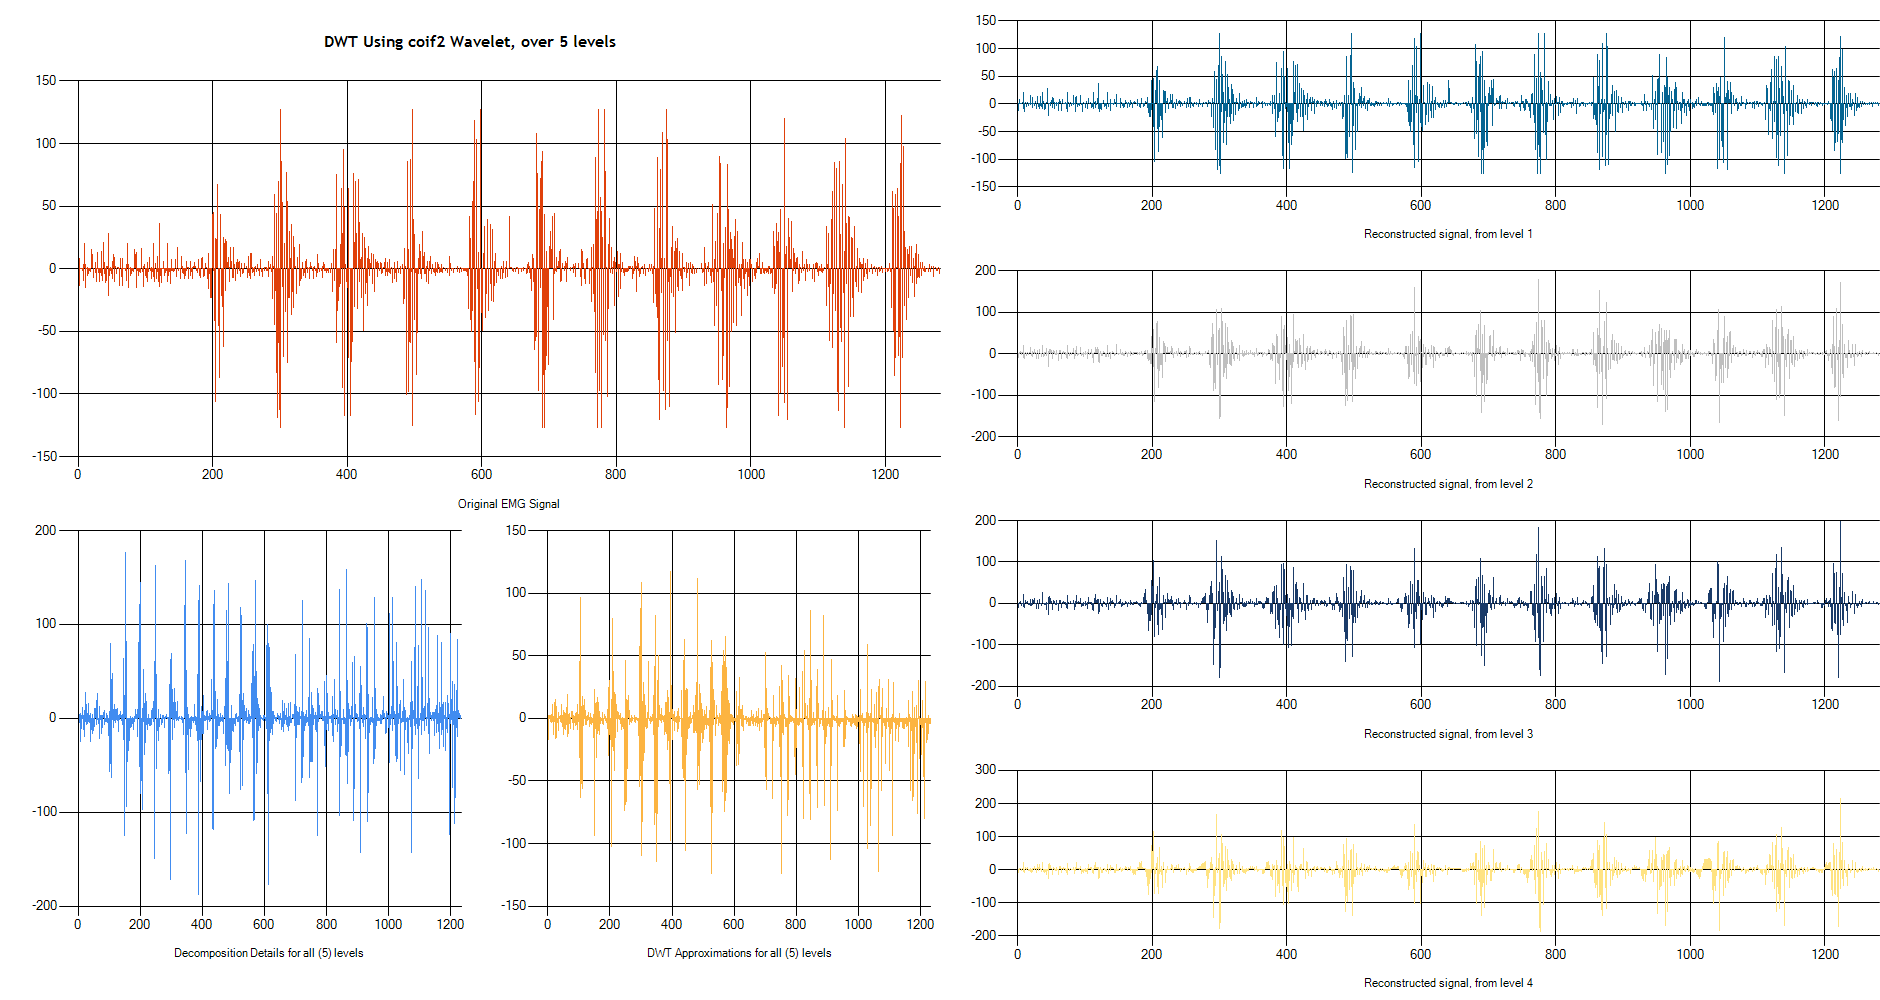 DWT Using coif2 Wavelet, over 5 levels
150
100
50
0
-50
-100
-150
0 200 400 600 800 1000 1200
Original EMG Signal
200
100
0
-100
-200
0 200 400 600 800 1000 1200
Decomposition Details for all (5) levels
150
100
50
0
-50
-100
-150
0 200 400 600 800 1000 1200
DWT Approximations for all (5) levels
150
100
50
0
-50
-100
-150
0 200 400 600 800 1000 1200
Reconstructed signal, from level 1
200
100
0
-100
-200
0 200 400 600 800 1000 1200
Reconstructed signal, from level 2
200
100
0
-100
-200
0 200 400 600 800 1000 1200
Reconstructed signal, from level 3
300
200
100
0
-100
-200
0 200 400 600 800 1000 1200
Reconstructed signal, from level 4